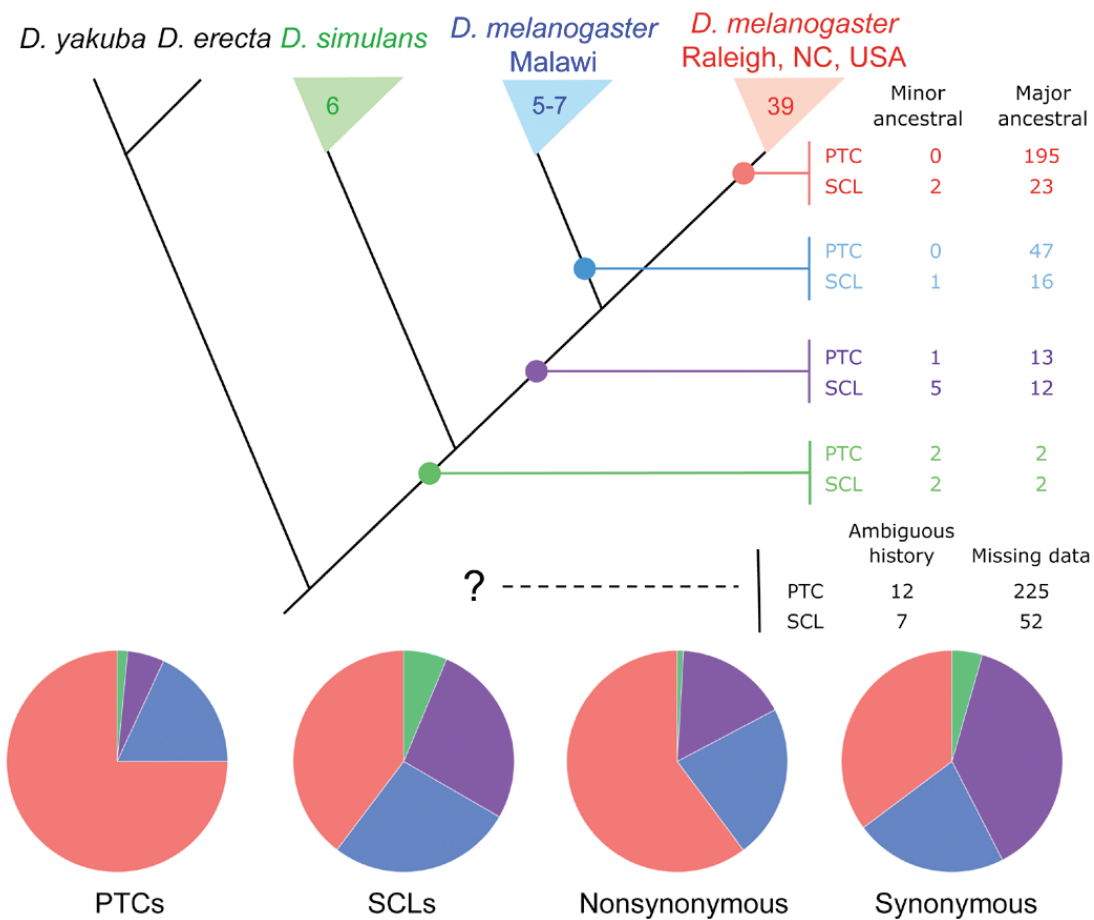 D. yakuba D. erecta D. simulans D. melanogaster D. melanogaster
Malawi Raleigh, NC, USA
6 5-7 39 Minor Major
ancestral ancestral
PTC 0 195
SCL 2 23
PTC 0 47
SCL 1 16
PTC 1 13
SCL 5 12
PTC 2 2
SCL 2 2
Ambiguous
history Missing data
?
PTC 12 225
SCL 7 52
PTCs SCLs Nonsynonymous Synonymous